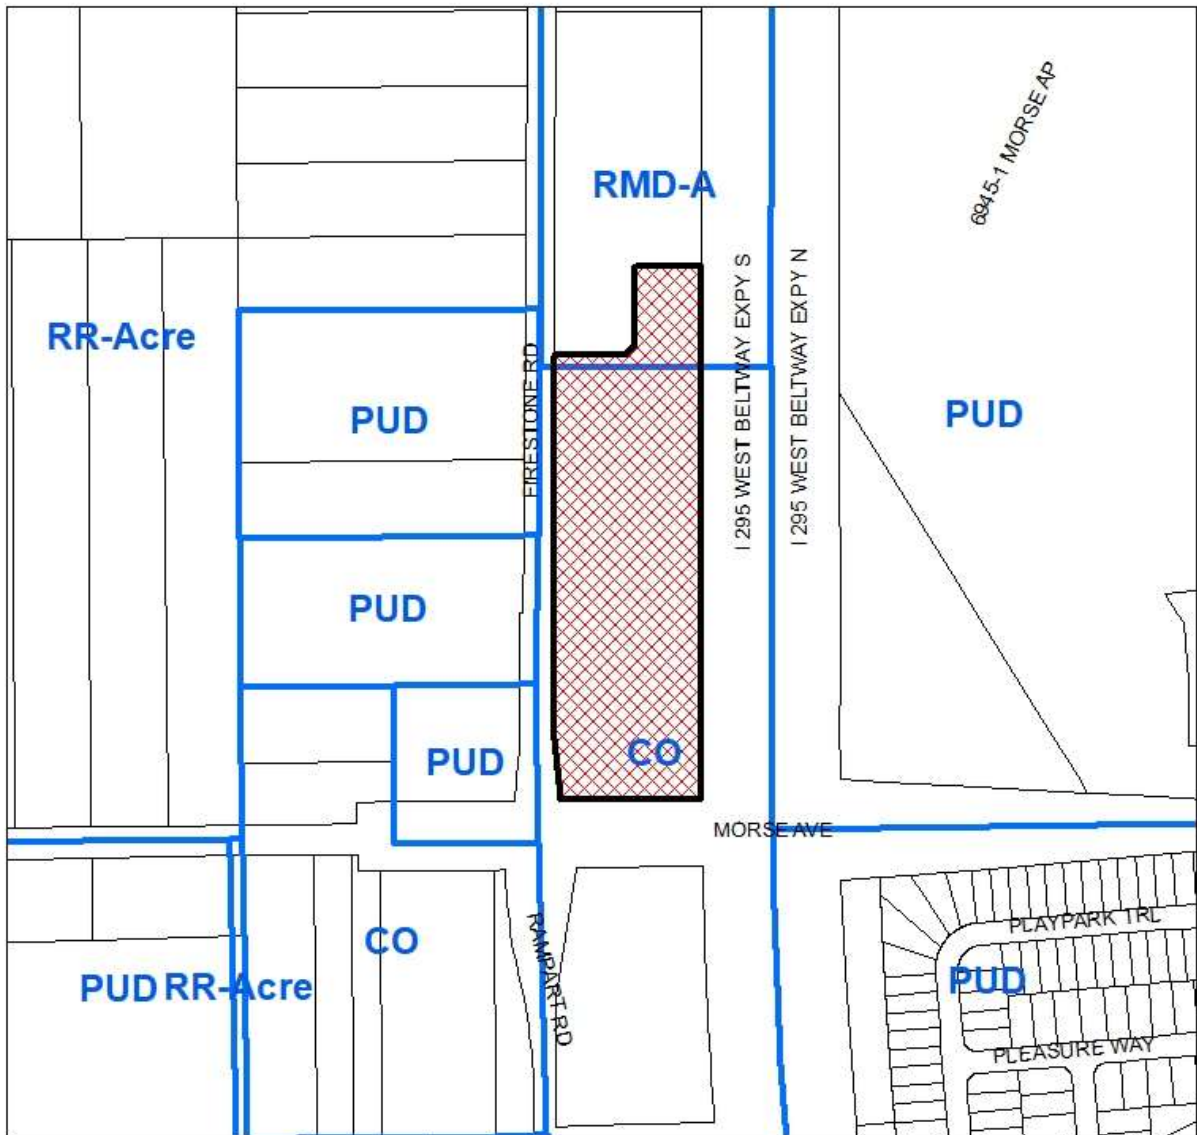 6945-1 MORSE AP
RMD-A
RR-Acre
FIRESTONE RD
I 295 WEST BELTWAY EXPY S
I 295 WEST BELTWAY EXPY N
PUD
PUD
PUD
PUD
CO
MORSE AVE
CO
RAMPART RD
PLAYPARK TRL
PUD
RR-Acre
PUD
PLEASURE WAY